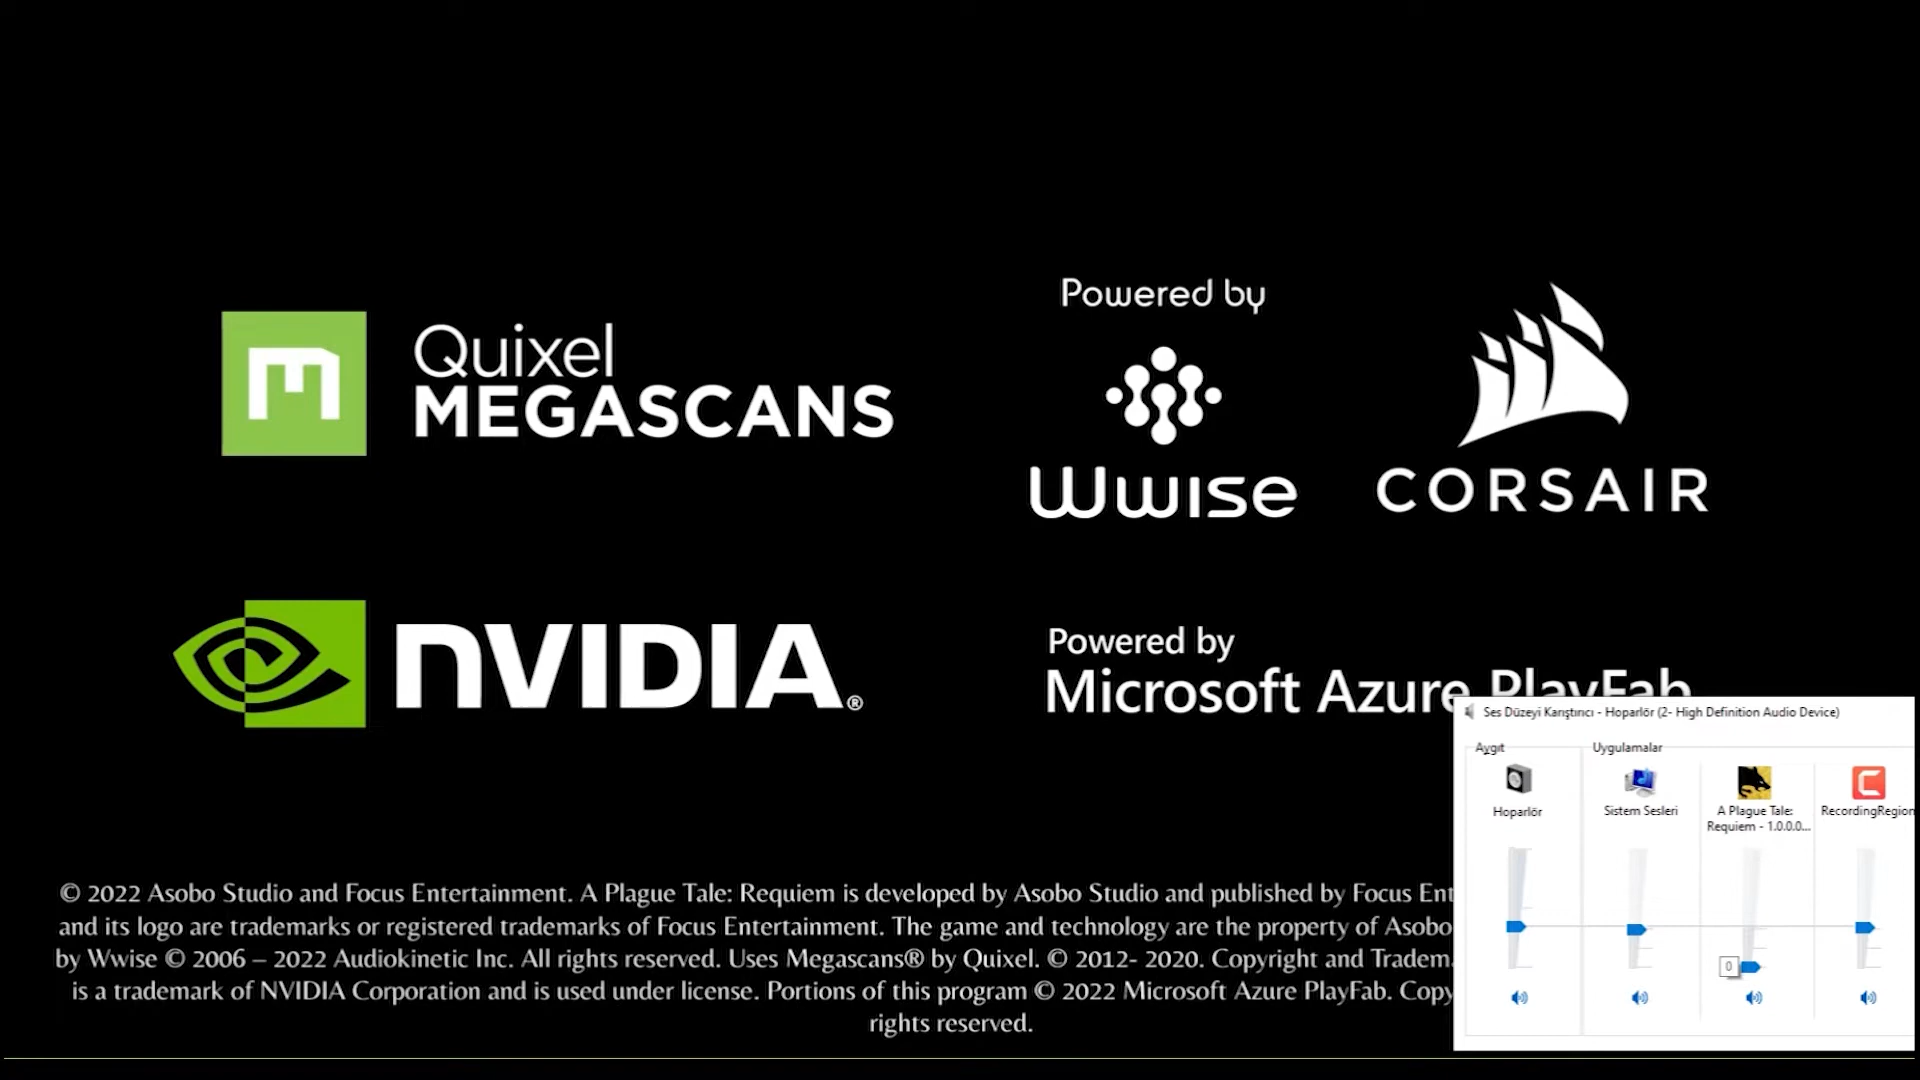 Powered by
Quixel
MEGASCANS
Wwise
CORSAIR
NVIDIA®
Powered by
Microsoft Azure PlayFab
Ses Düzeyi Karıştırıcı - Hoparlör (2- High Definition Audio Device)
Aygıt
Uygulamalar
Hoparlör
Sistem Sesleri
A Plague Tale:
Requiem - 1.0.0.0...
RecordingRegion
0
© 2022 Asobo Studio and Focus Entertainment. A Plague Tale: Requiem is developed by Asobo Studio and published by Focus Ent
and its logo are trademarks or registered trademarks of Focus Entertainment. The game and technology are the property of Asobo
by Wwise © 2006 – 2022 Audiokinetic Inc. All rights reserved. Uses Megascans® by Quixel. © 2012- 2020. Copyright and Tradem
is a trademark of NVIDIA Corporation and is used under license. Portions of this program © 2022 Microsoft Azure PlayFab. Copy
rights reserved.